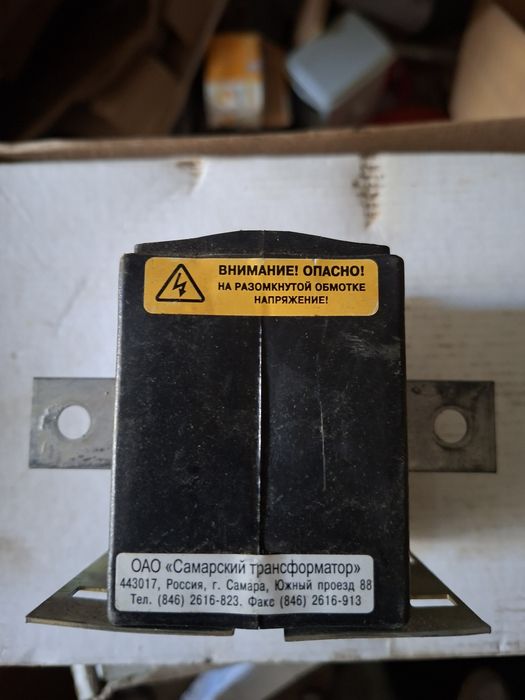 ВНИМАНИЕ! ОПАСНО!
НА РАЗОМКНУТОЙ ОБМОТКЕ
НАПРЯЖЕНИЕ!
ОАО «Самарский трансформатор»
443017, Россия, г. Самара, Южный проезд 88
Тел. (846) 2616-823. Факс (846) 2616-913